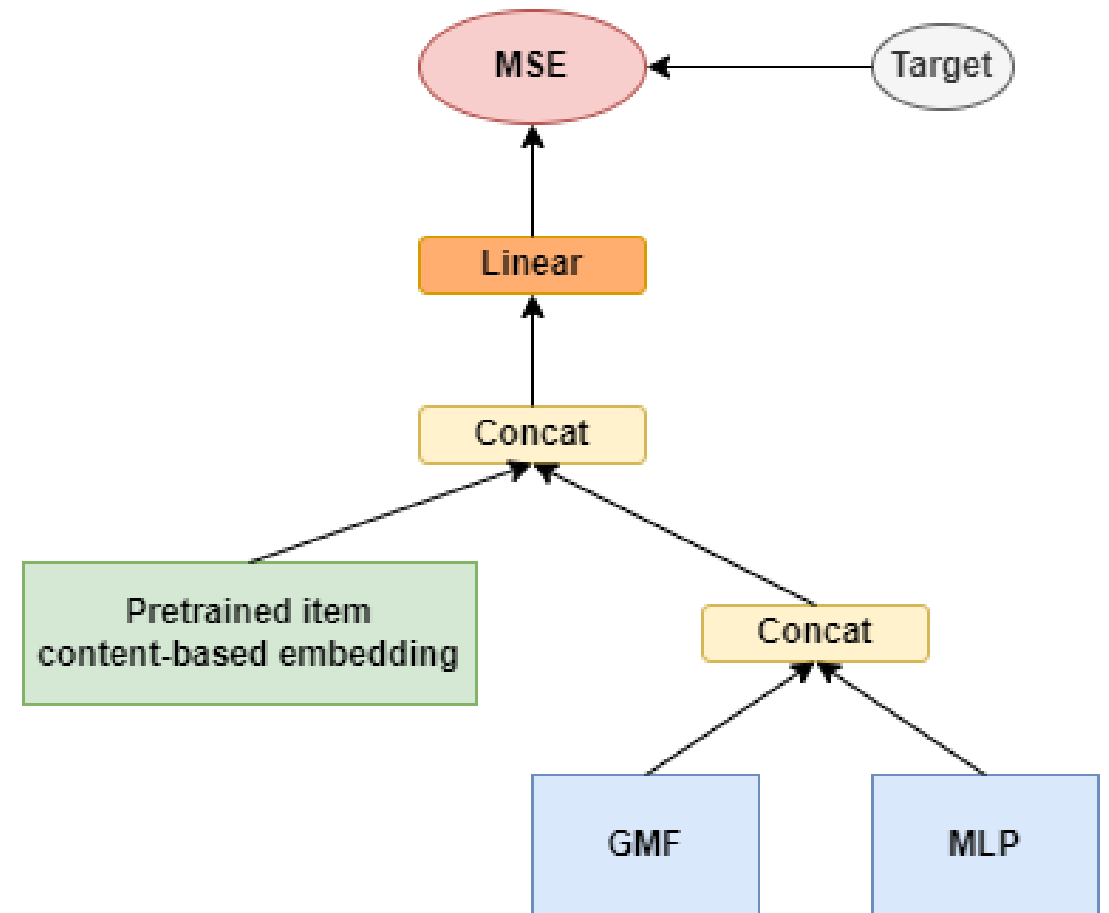 MSE
Target
Linear
Concat
Pretrained item
content-based embedding
Concat
GMF
MLP